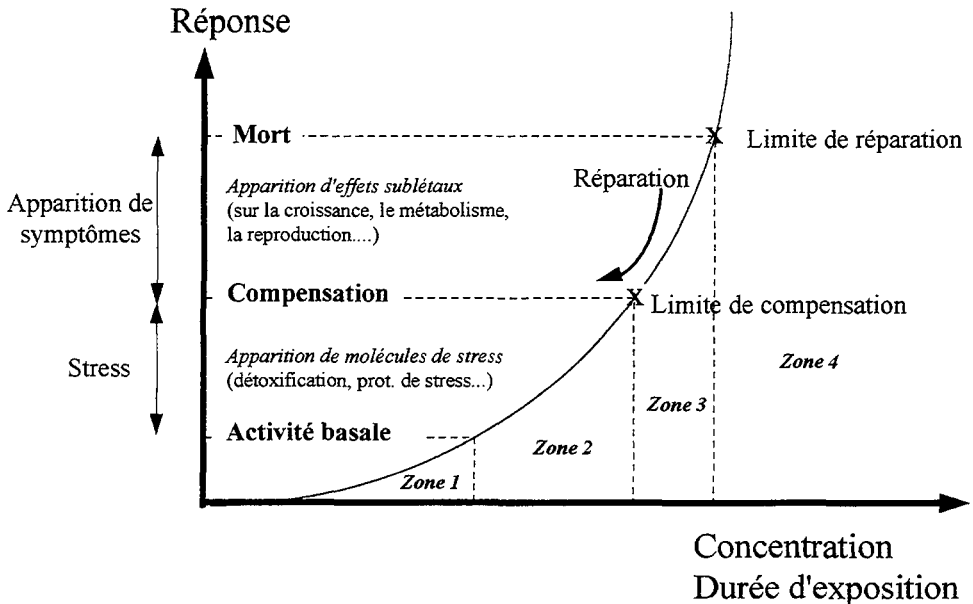 Réponse
Mort
Limite de réparation
Apparition d'effets sublétaux
(sur la croissance, le métabolisme,
la reproduction....)
Réparation
Apparition de
symptômes
Compensation
Limite de compensation
Apparition de molécules de stress
(détoxification, prot. de stress...)
Stress
Zone 4
Zone 3
Activité basale
Zone 2
Zone 1
Concentration
Durée d'exposition